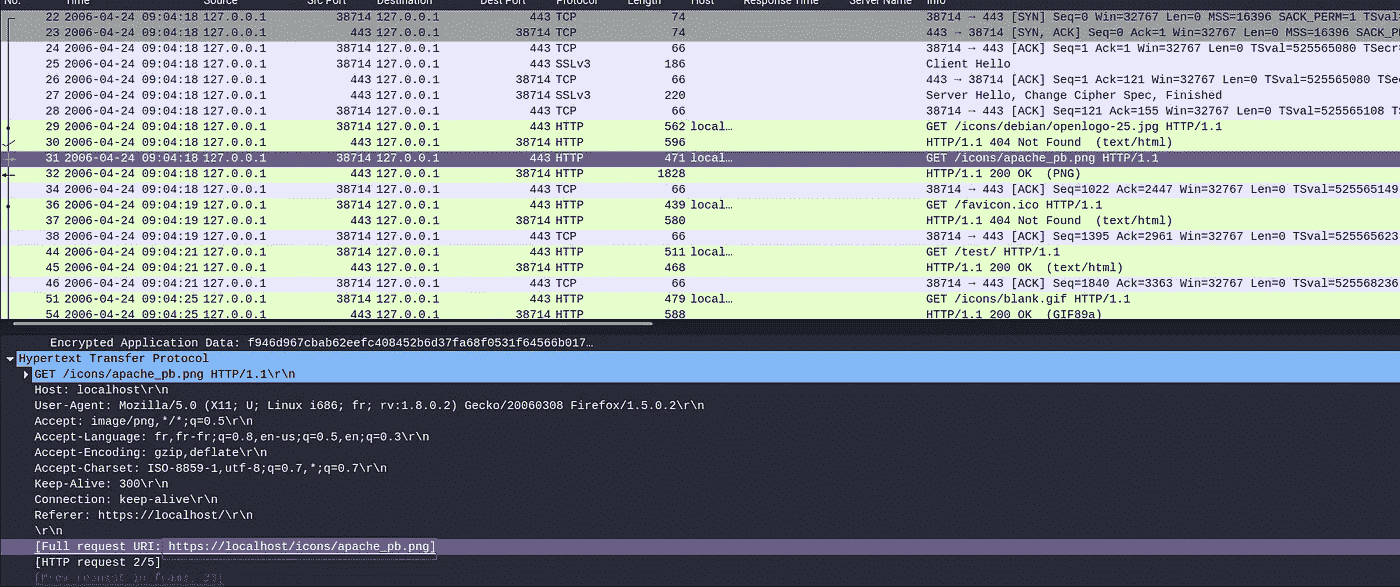 No. Time Source Src Port Destination Dest Port Protocol Length Host Response Time Server Name Info
22 2006-04-24 09:04:18 127.0.0.1 38714 127.0.0.1 443 TCP 74 38714 → 443 [SYN] Seq=0 Win=32767 Len=0 MSS=16396 SACK_PERM=1 TSval
23 2006-04-24 09:04:18 127.0.0.1 443 127.0.0.1 38714 TCP 74 443 → 38714 [SYN, ACK] Seq=0 Ack=1 Win=32767 Len=0 MSS=16396 SACK_P
24 2006-04-24 09:04:18 127.0.0.1 38714 127.0.0.1 443 TCP 66 38714 → 443 [ACK] Seq=1 Ack=1 Win=32767 Len=0 TSval=525565080 TSecr
25 2006-04-24 09:04:18 127.0.0.1 38714 127.0.0.1 443 SSLv3 186 Client Hello
26 2006-04-24 09:04:18 127.0.0.1 443 127.0.0.1 38714 TCP 66 443 → 38714 [ACK] Seq=1 Ack=121 Win=32767 Len=0 TSval=525565080 TSe
27 2006-04-24 09:04:18 127.0.0.1 443 127.0.0.1 38714 SSLv3 220 Server Hello, Change Cipher Spec, Finished
28 2006-04-24 09:04:18 127.0.0.1 38714 127.0.0.1 443 TCP 66 38714 → 443 [ACK] Seq=121 Ack=155 Win=32767 Len=0 TSval=525565108 T
29 2006-04-24 09:04:18 127.0.0.1 38714 127.0.0.1 443 HTTP 562 local… GET /icons/debian/openlogo-25.jpg HTTP/1.1
30 2006-04-24 09:04:18 127.0.0.1 443 127.0.0.1 38714 HTTP 596 HTTP/1.1 404 Not Found (text/html)
31 2006-04-24 09:04:18 127.0.0.1 38714 127.0.0.1 443 HTTP 471 local… GET /icons/apache_pb.png HTTP/1.1
32 2006-04-24 09:04:18 127.0.0.1 443 127.0.0.1 38714 HTTP 1828 HTTP/1.1 200 OK (PNG)
34 2006-04-24 09:04:18 127.0.0.1 38714 127.0.0.1 443 TCP 66 38714 → 443 [ACK] Seq=1022 Ack=2447 Win=32767 Len=0 TSval=525565149
36 2006-04-24 09:04:19 127.0.0.1 38714 127.0.0.1 443 HTTP 439 local… GET /favicon.ico HTTP/1.1
37 2006-04-24 09:04:19 127.0.0.1 443 127.0.0.1 38714 HTTP 580 HTTP/1.1 404 Not Found (text/html)
38 2006-04-24 09:04:19 127.0.0.1 38714 127.0.0.1 443 TCP 66 38714 → 443 [ACK] Seq=1395 Ack=2961 Win=32767 Len=0 TSval=525565623
44 2006-04-24 09:04:21 127.0.0.1 38714 127.0.0.1 443 HTTP 511 local… GET /test/ HTTP/1.1
45 2006-04-24 09:04:21 127.0.0.1 443 127.0.0.1 38714 HTTP 468 HTTP/1.1 200 OK (text/html)
46 2006-04-24 09:04:21 127.0.0.1 38714 127.0.0.1 443 TCP 66 38714 → 443 [ACK] Seq=1840 Ack=3363 Win=32767 Len=0 TSval=525568236
51 2006-04-24 09:04:25 127.0.0.1 38714 127.0.0.1 443 HTTP 479 local… GET /icons/blank.gif HTTP/1.1
54 2006-04-24 09:04:25 127.0.0.1 443 127.0.0.1 38714 HTTP 588 HTTP/1.1 200 OK (GIF89a)
Encrypted Application Data: f946d967cbab62eefc408452b6d37fa68f0531f64566b017…
Hypertext Transfer Protocol
GET /icons/apache_pb.png HTTP/1.1\r\n
Host: localhost\r\n
User-Agent: Mozilla/5.0 (X11; U; Linux i686; fr; rv:1.8.0.2) Gecko/20060308 Firefox/1.5.0.2\r\n
Accept: image/png,*/*;q=0.5\r\n
Accept-Language: fr,fr-fr;q=0.8,en-us;q=0.5,en;q=0.3\r\n
Accept-Encoding: gzip,deflate\r\n
Accept-Charset: ISO-8859-1,utf-8;q=0.7,*;q=0.7\r\n
Keep-Alive: 300\r\n
Connection: keep-alive\r\n
Referer: https://localhost/\r\n
\r\n
[Full request URI: https://localhost/icons/apache_pb.png]
[HTTP request 2/5]